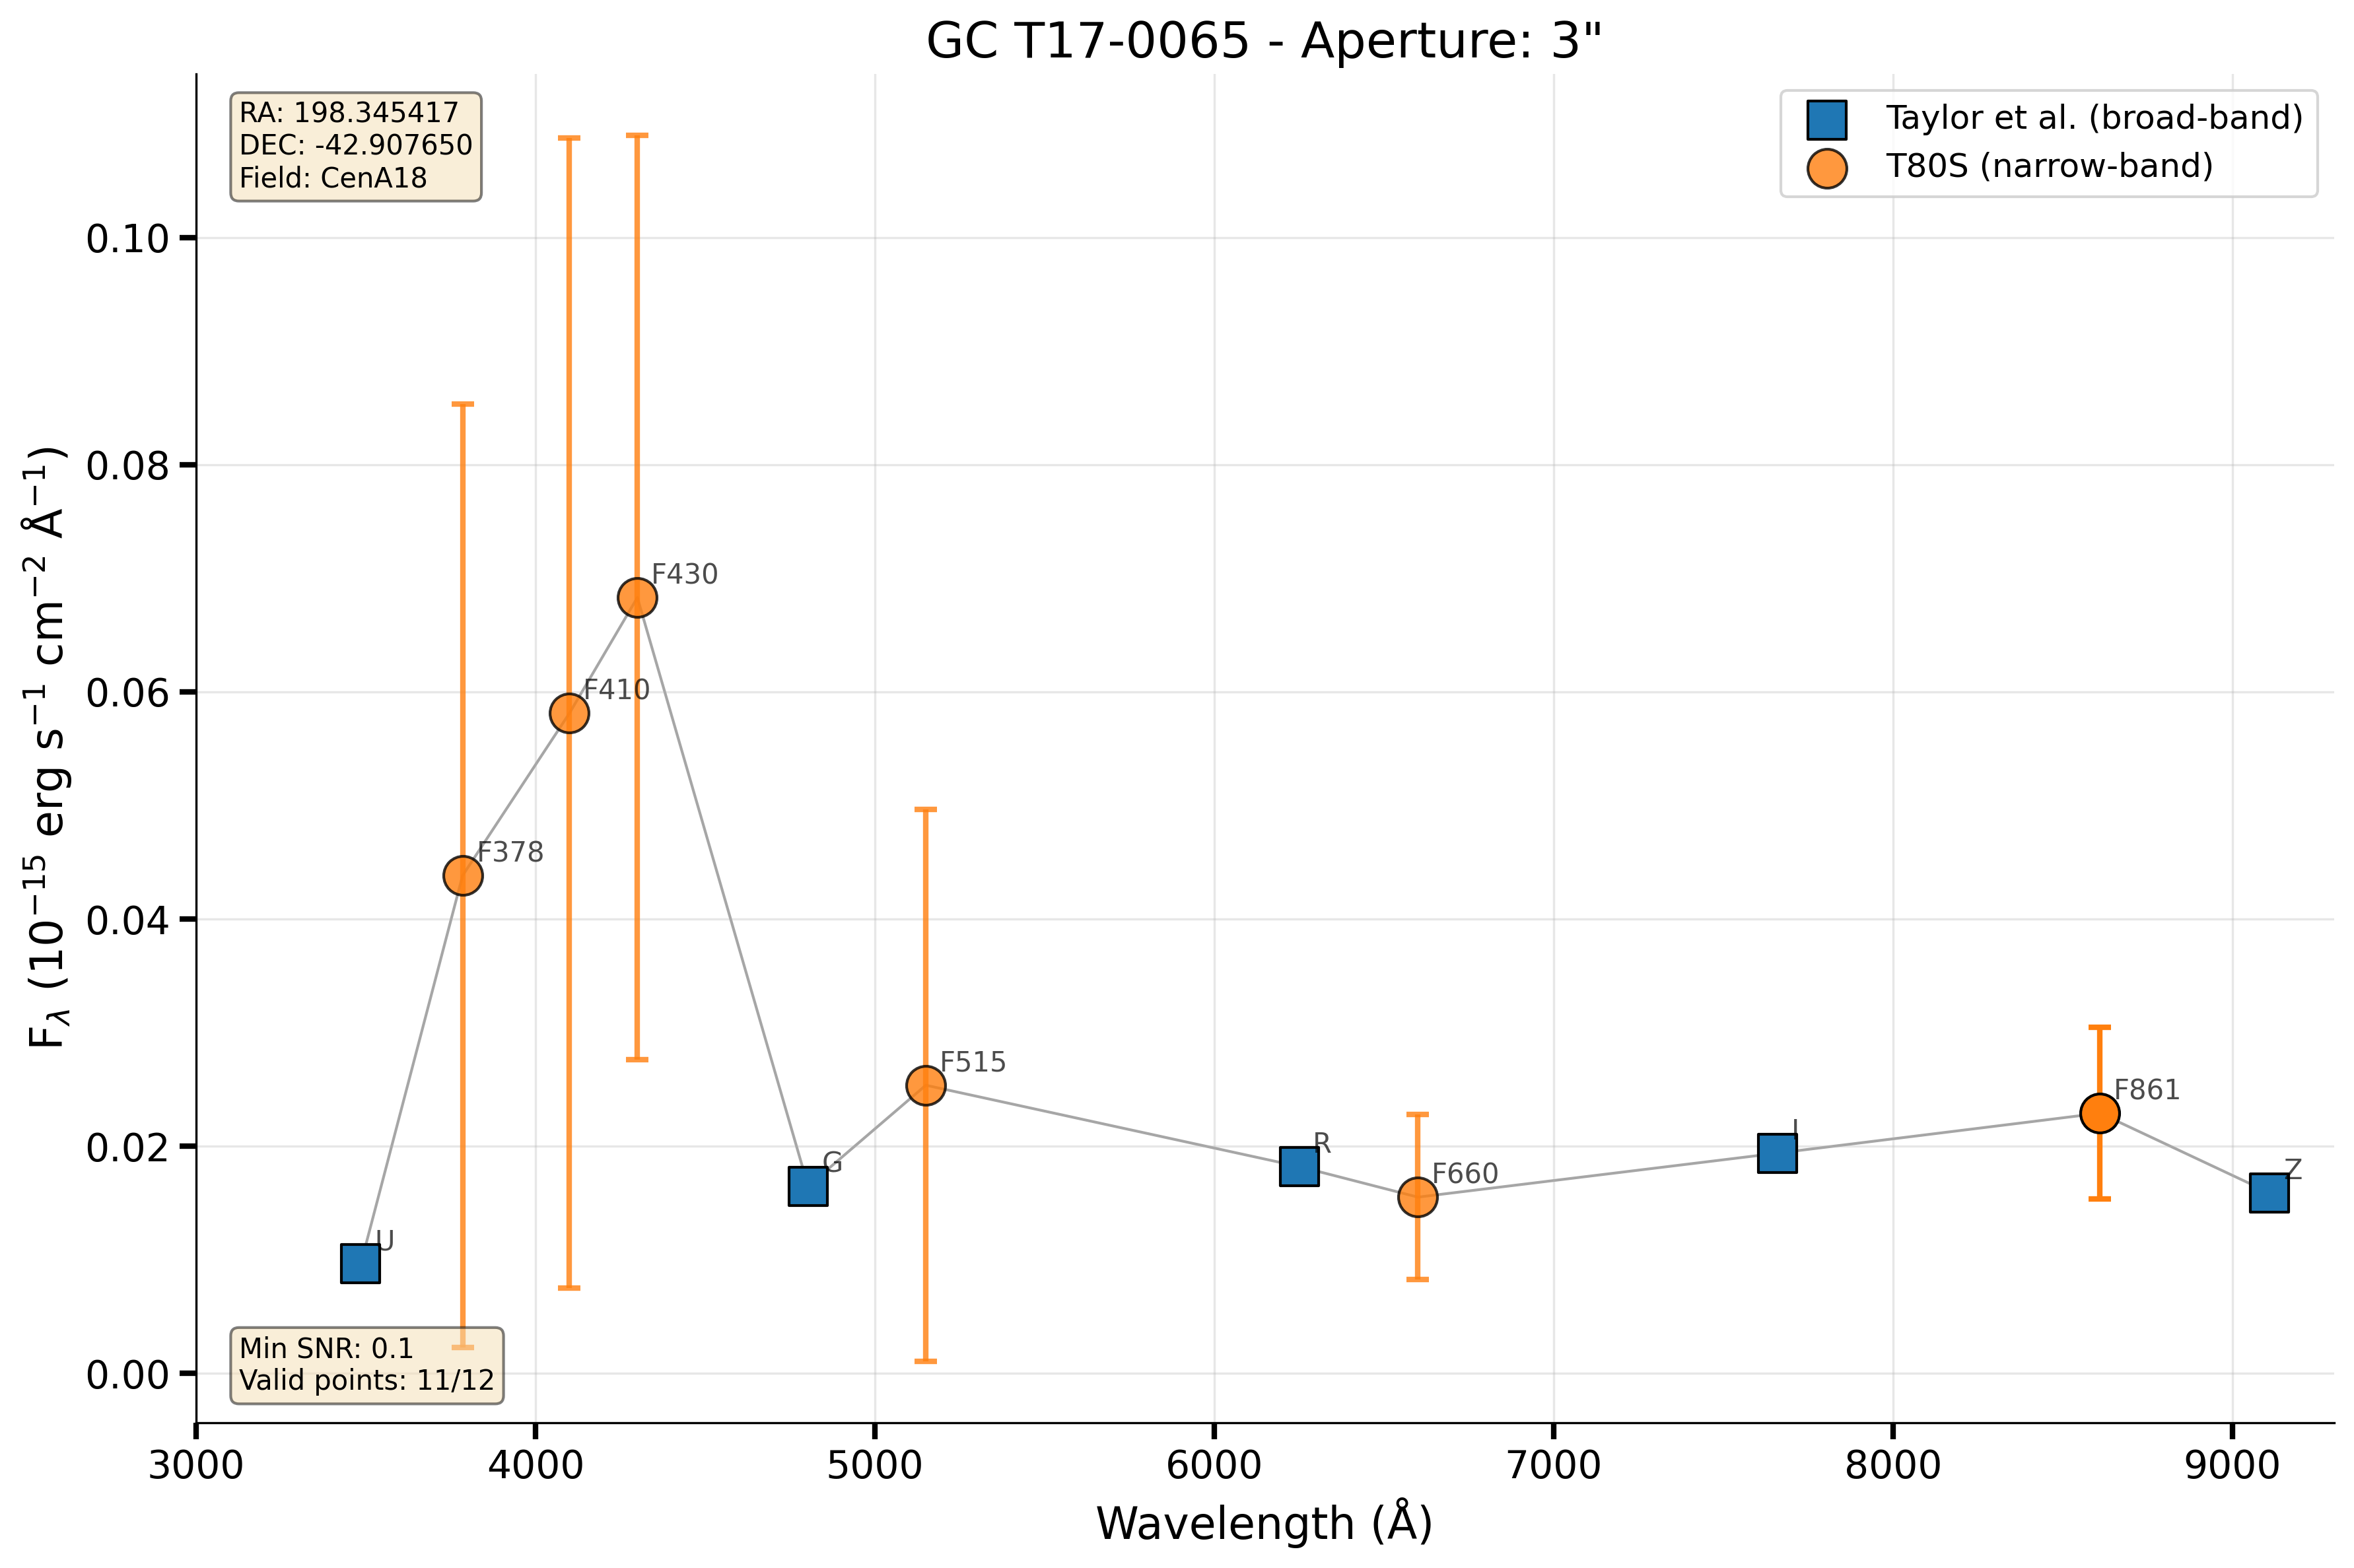 GC T17-0065 - Aperture: 3"
RA: 198.345417
DEC: -42.907650
Field: CenA18
Taylor et al. (broad-band)
T80S (narrow-band)
0.10
0.08
0.06
0.04
0.02
0.00
F_λ (10⁻¹⁵ erg s⁻¹ cm⁻² Å⁻¹)
U
F378
F410
F430
G
F515
R
F660
I
F861
Z
Min SNR: 0.1
Valid points: 11/12
3000 4000 5000 6000 7000 8000 9000
Wavelength (Å)